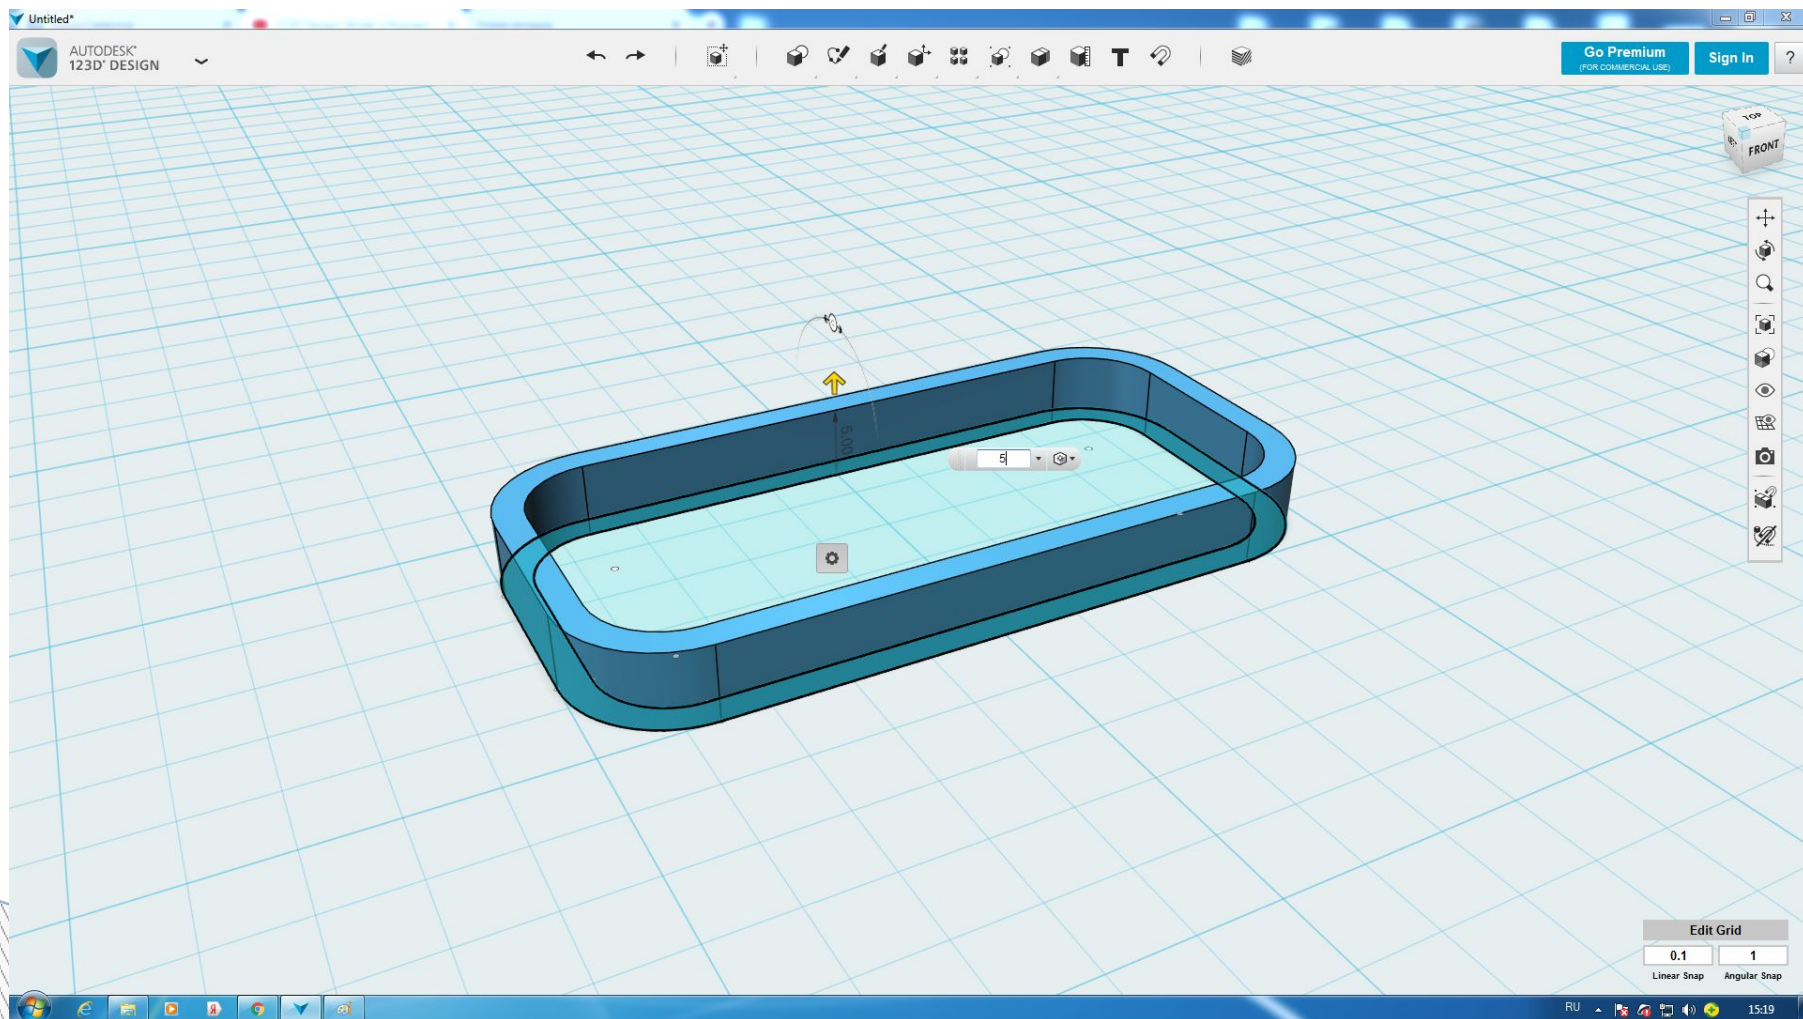 Untitled*
AUTODESK®
123D® DESIGN
T
Go Premium
(FOR COMMERCIAL USE)
Sign In
?
TOP
FRONT
5.00
5
Edit Grid
0.1
1
Linear Snap
Angular Snap
RU
15:19